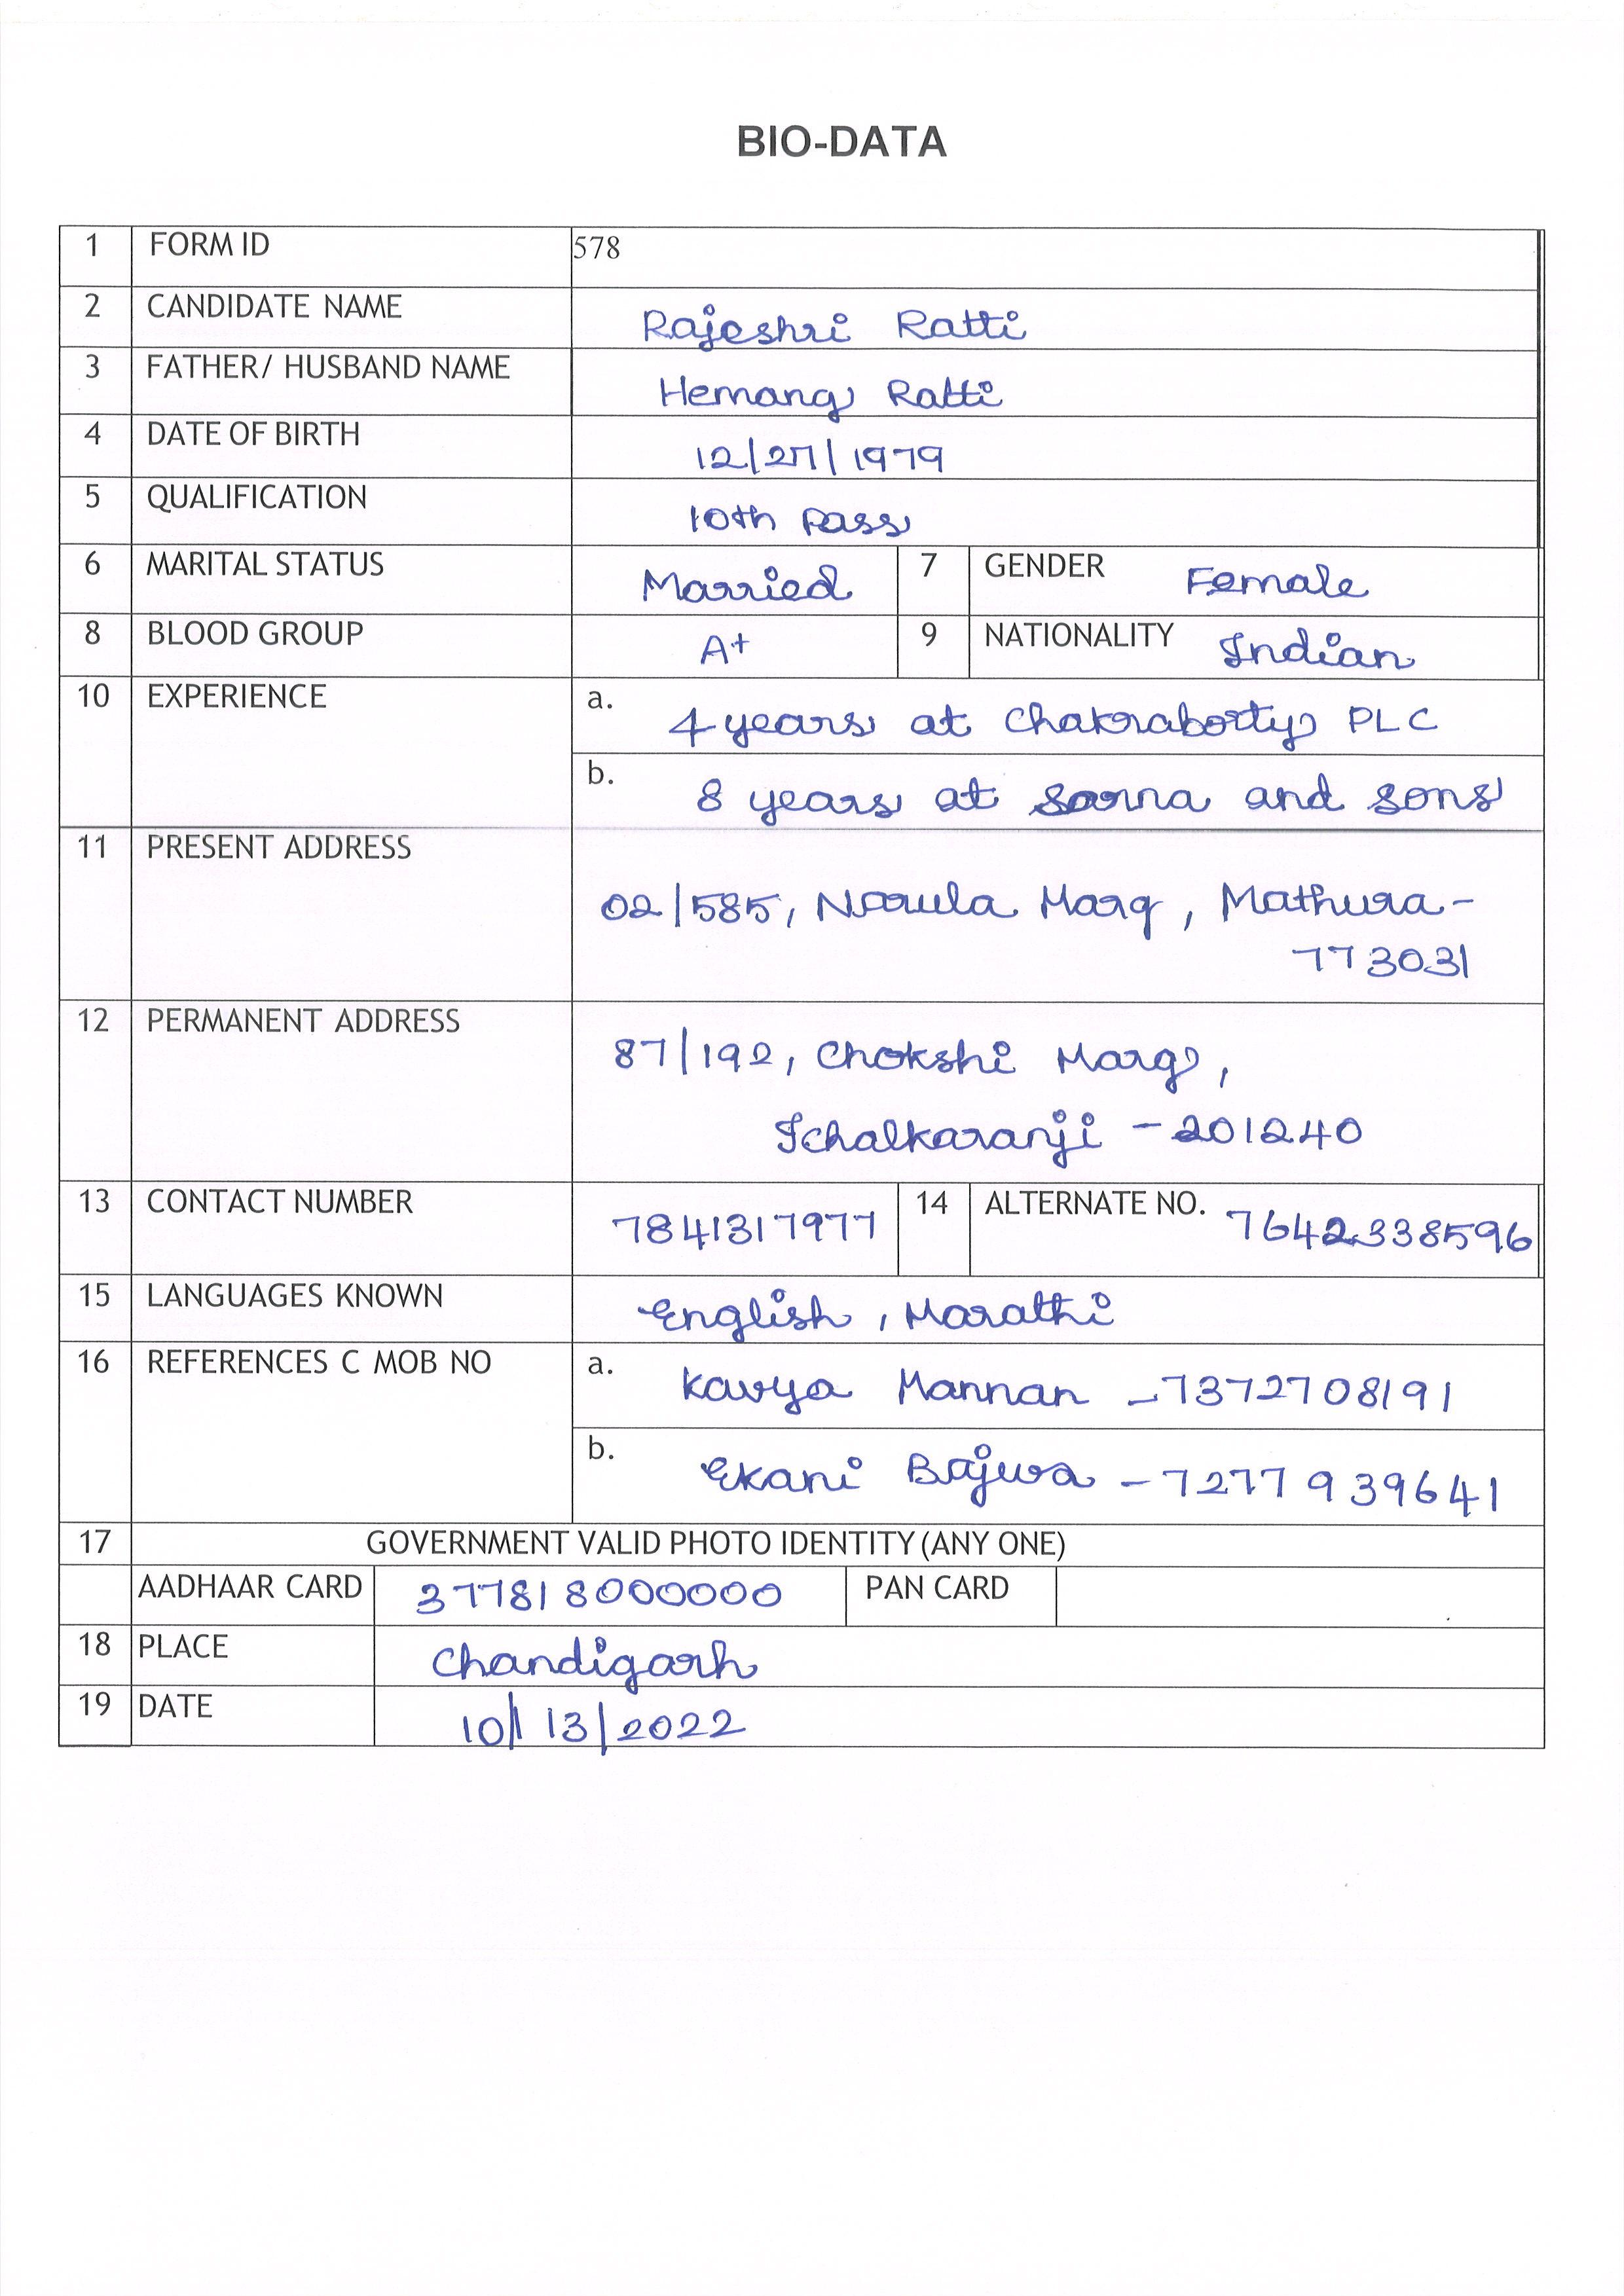 BIO-DATA
1 FORM ID 578
2 CANDIDATE NAME Rajeshri Ratti
3 FATHER/ HUSBAND NAME Hemang Ratti
4 DATE OF BIRTH 12/27/1979
5 QUALIFICATION 10th pass
6 MARITAL STATUS Married 7 GENDER Female
8 BLOOD GROUP A+ 9 NATIONALITY Indian
10 EXPERIENCE a. 4 years at Chakraborty PLC
b. 8 years at Sarna and sons
11 PRESENT ADDRESS
02/585, Narula Marg, Mathura-
773031
12 PERMANENT ADDRESS
87/192, Chokshi Marg,
Ichalkaranji - 201240
13 CONTACT NUMBER 7841317977 14 ALTERNATE NO. 7642338596
15 LANGUAGES KNOWN English, Marathi
16 REFERENCES C MOB NO a. Kavya Mannan - 7372708191
b. Ekani Bajwa - 7277939641
17 GOVERNMENT VALID PHOTO IDENTITY (ANY ONE)
AADHAAR CARD 377818000000 PAN CARD
18 PLACE Chandigarh
19 DATE 10/13/2022